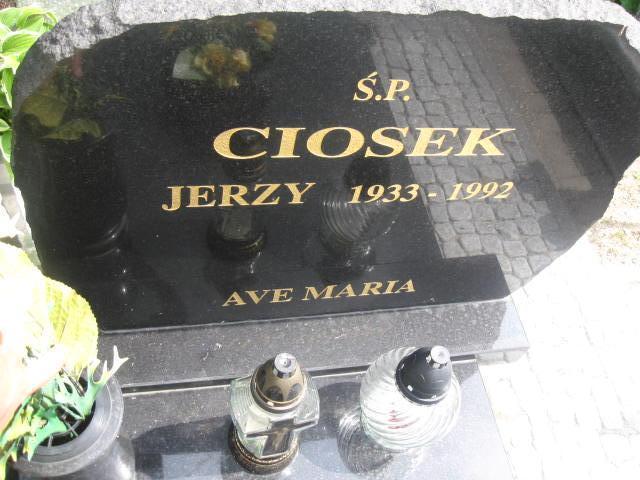 Ś.P.
CIOSEK
JERZY 1933 - 1992
AVE MARIA